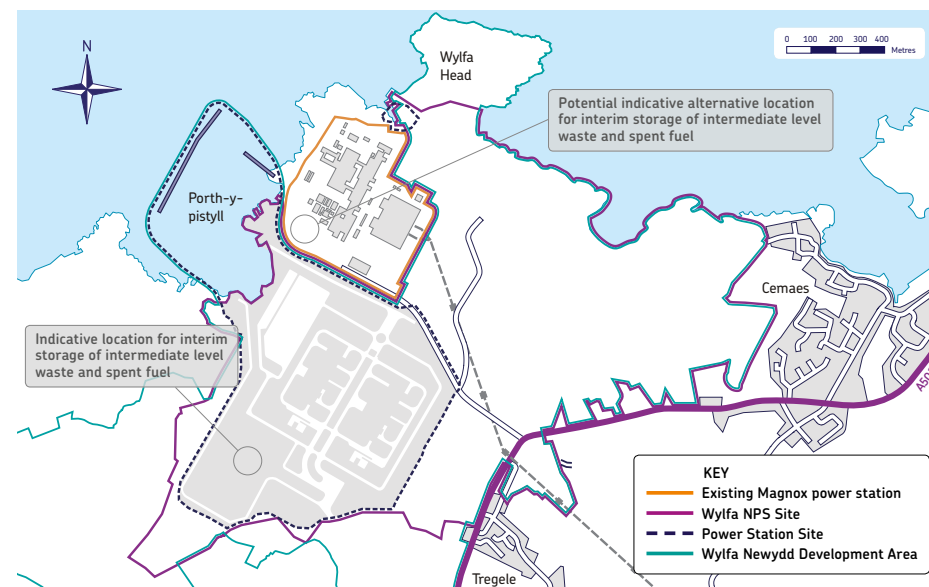 N
Wylfa
Head
0 100 200 300 400
Metres
Potential indicative alternative location
for interim storage of intermediate level
waste and spent fuel
Porth-y-
pistyll
Cemaes
Indicative location for interim
storage of intermediate level
waste and spent fuel
KEY
Existing Magnox power station
Wylfa NPS Site
Power Station Site
Wylfa Newydd Development Area
Tregele